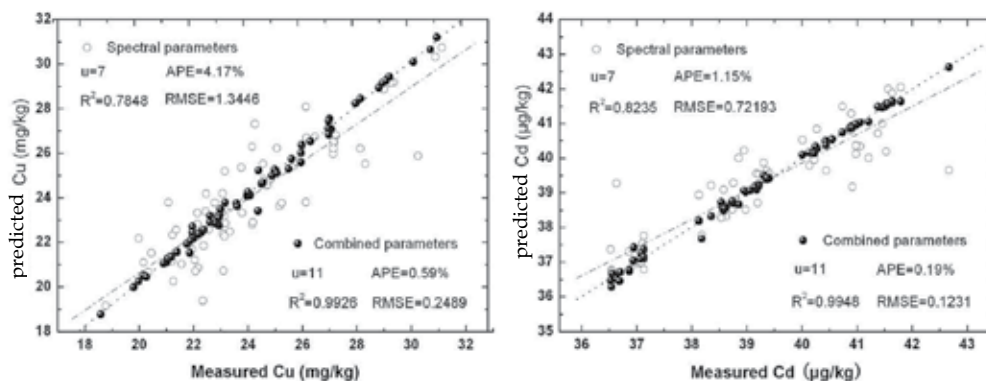 predicted Cu (mg/kg)
32
30
28
26
24
22
20
18
Spectral parameters
u=7 APE=4.17%
R²=0.7848 RMSE=1.3446
Combined parameters
u=11 APE=0.59%
R²=0.9926 RMSE=0.2489
18 20 22 24 26 28 30 32
Measured Cu (mg/kg)
predicted Cd (µg/kg)
44
43
42
41
40
39
38
37
36
35
Spectral parameters
u=7 APE=1.15%
R²=0.8235 RMSE=0.72193
Combined parameters
u=11 APE=0.19%
R²=0.9948 RMSE=0.1231
36 37 38 39 40 41 42 43
Measured Cd (µg/kg)